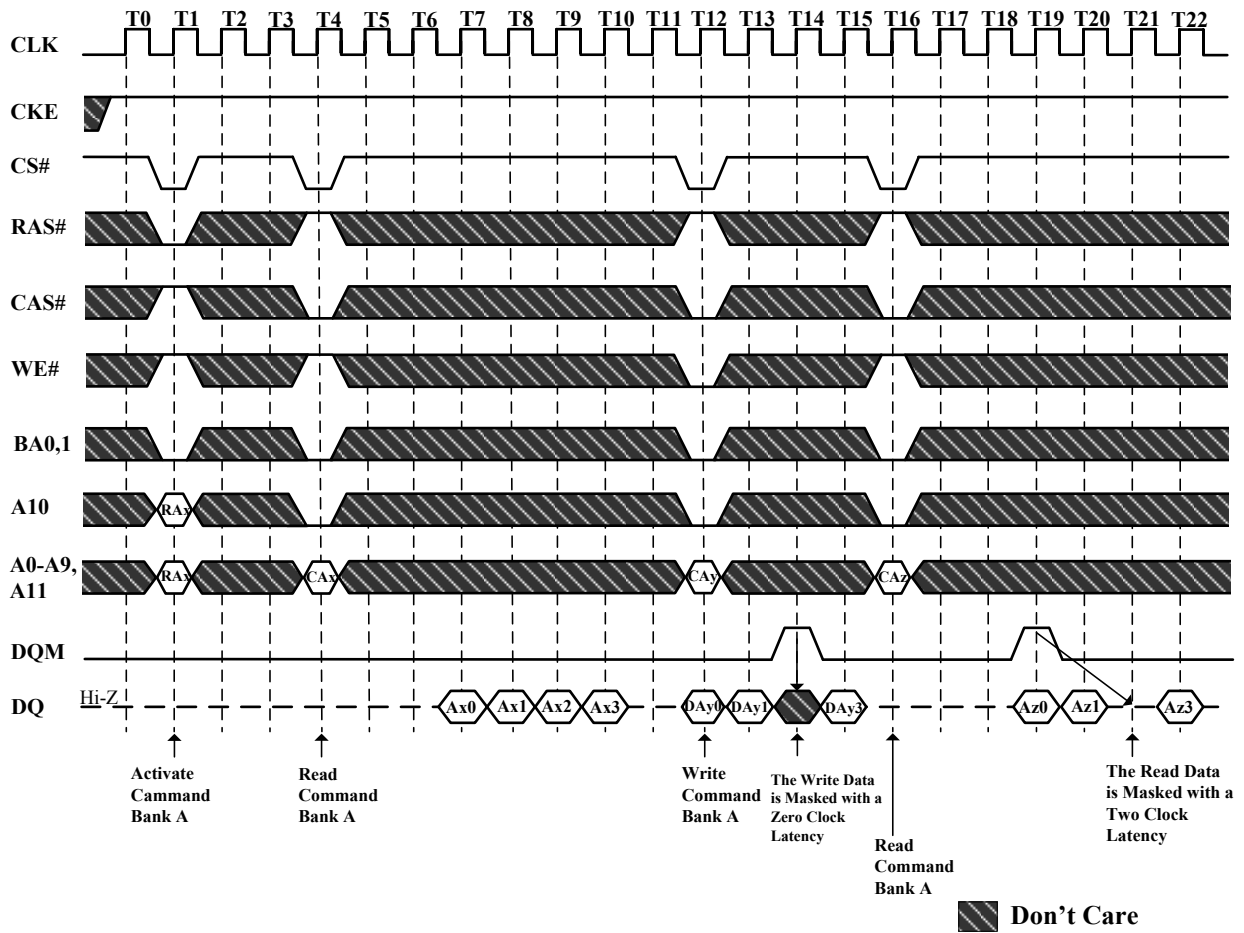 T0 T1 T2 T3 T4 T5 T6 T7 T8 T9 T10 T11 T12 T13 T14 T15 T16 T17 T18 T19 T20 T21 T22
CLK
CKE
CS#
RAS#
CAS#
WE#
BA0,1
A10
RAx
A0-A9,
A11
RAx CAx CAy CAz
DQM
DQ
Hi-Z
Ax0 Ax1 Ax2 Ax3 DAy0 DAy1 DAy3 Az0 Az1 Az3
Activate
Cammand
Bank A
Read
Command
Bank A
Write
Command
Bank A
The Write Data
is Masked with a
Zero Clock
Latency
Read
Command
Bank A
The Read Data
is Masked with a
Two Clock
Latency
Don't Care